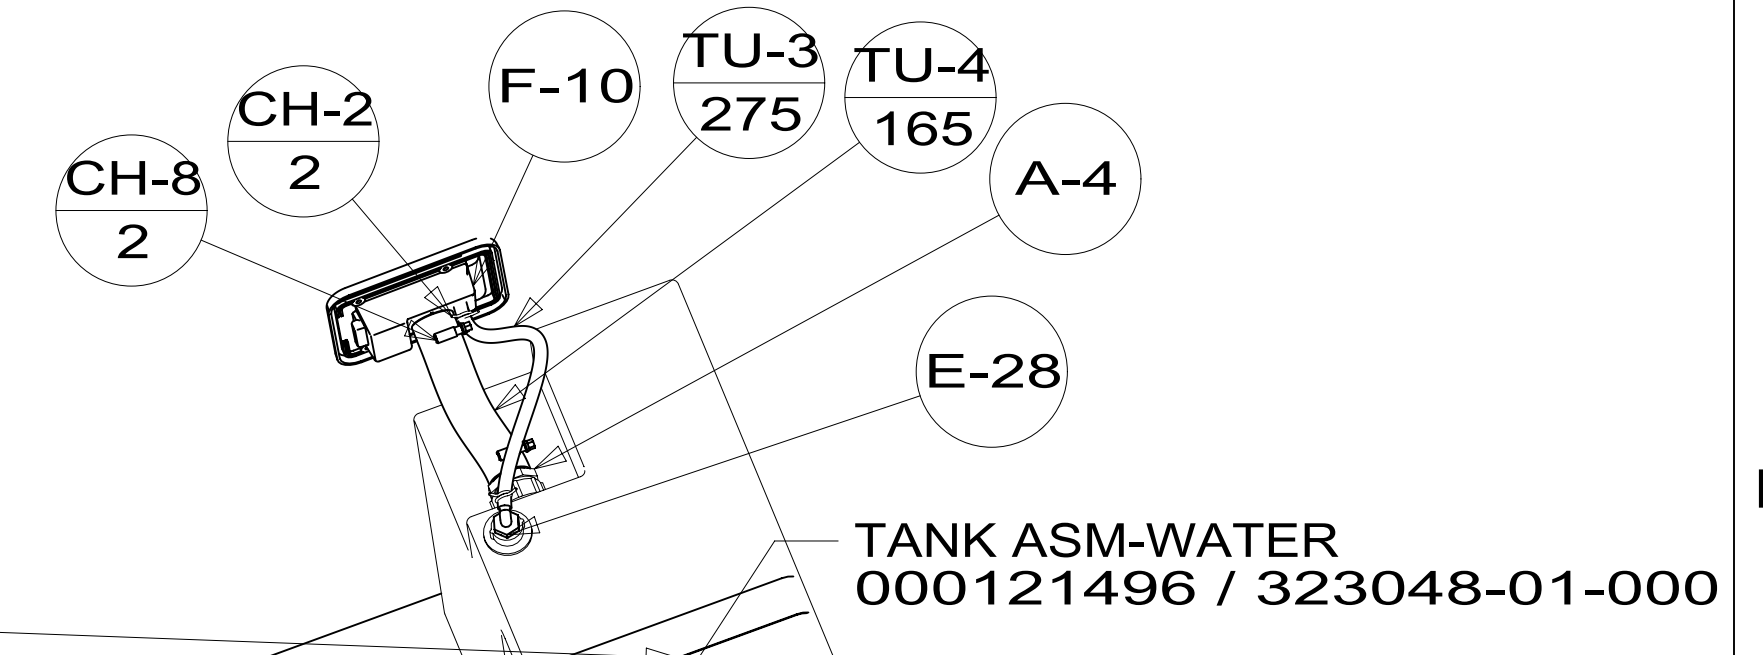 CH-8
2
CH-2
2
F-10
TU-3
275
TU-4
165
A-4
E-28
TANK ASM-WATER
000121496 / 323048-01-000